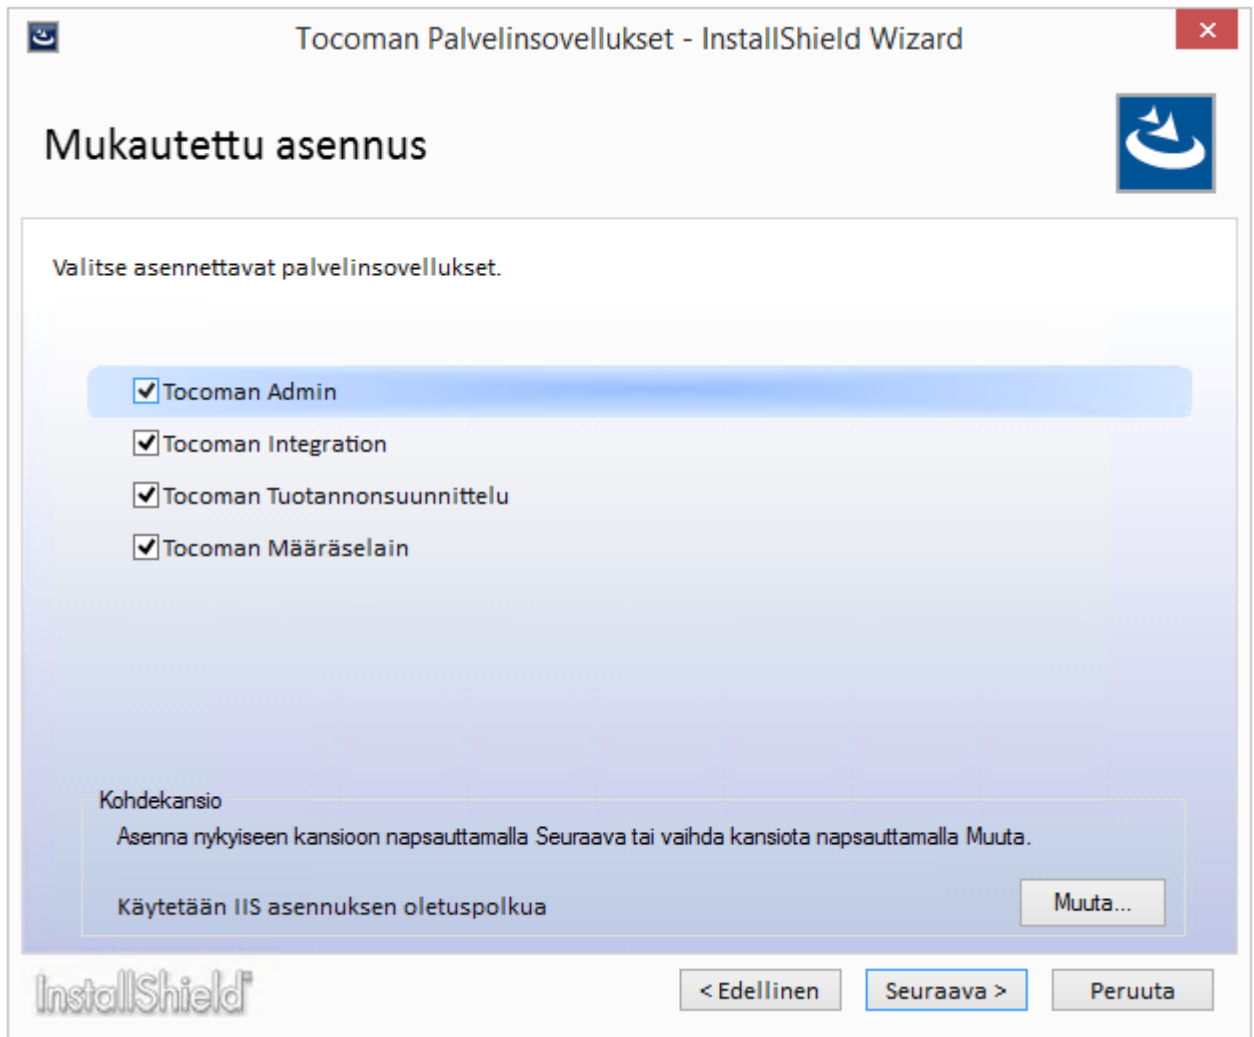 Tocoman Palvelinsovellukset - InstallShield Wizard
Mukautettu asennus
Valitse asennettavat palvelinsovellukset.
Tocoman Admin
Tocoman Integration
Tocoman Tuotannonsuunnittelu
Tocoman Määräselain
Kohdekansio
Asenna nykyiseen kansioon napsauttamalla Seuraava tai vaihda kansiota napsauttamalla Muuta.
Käytetään IIS asennuksen oletuspolkua
Muuta...
InstallShield
< Edellinen
Seuraava >
Peruuta